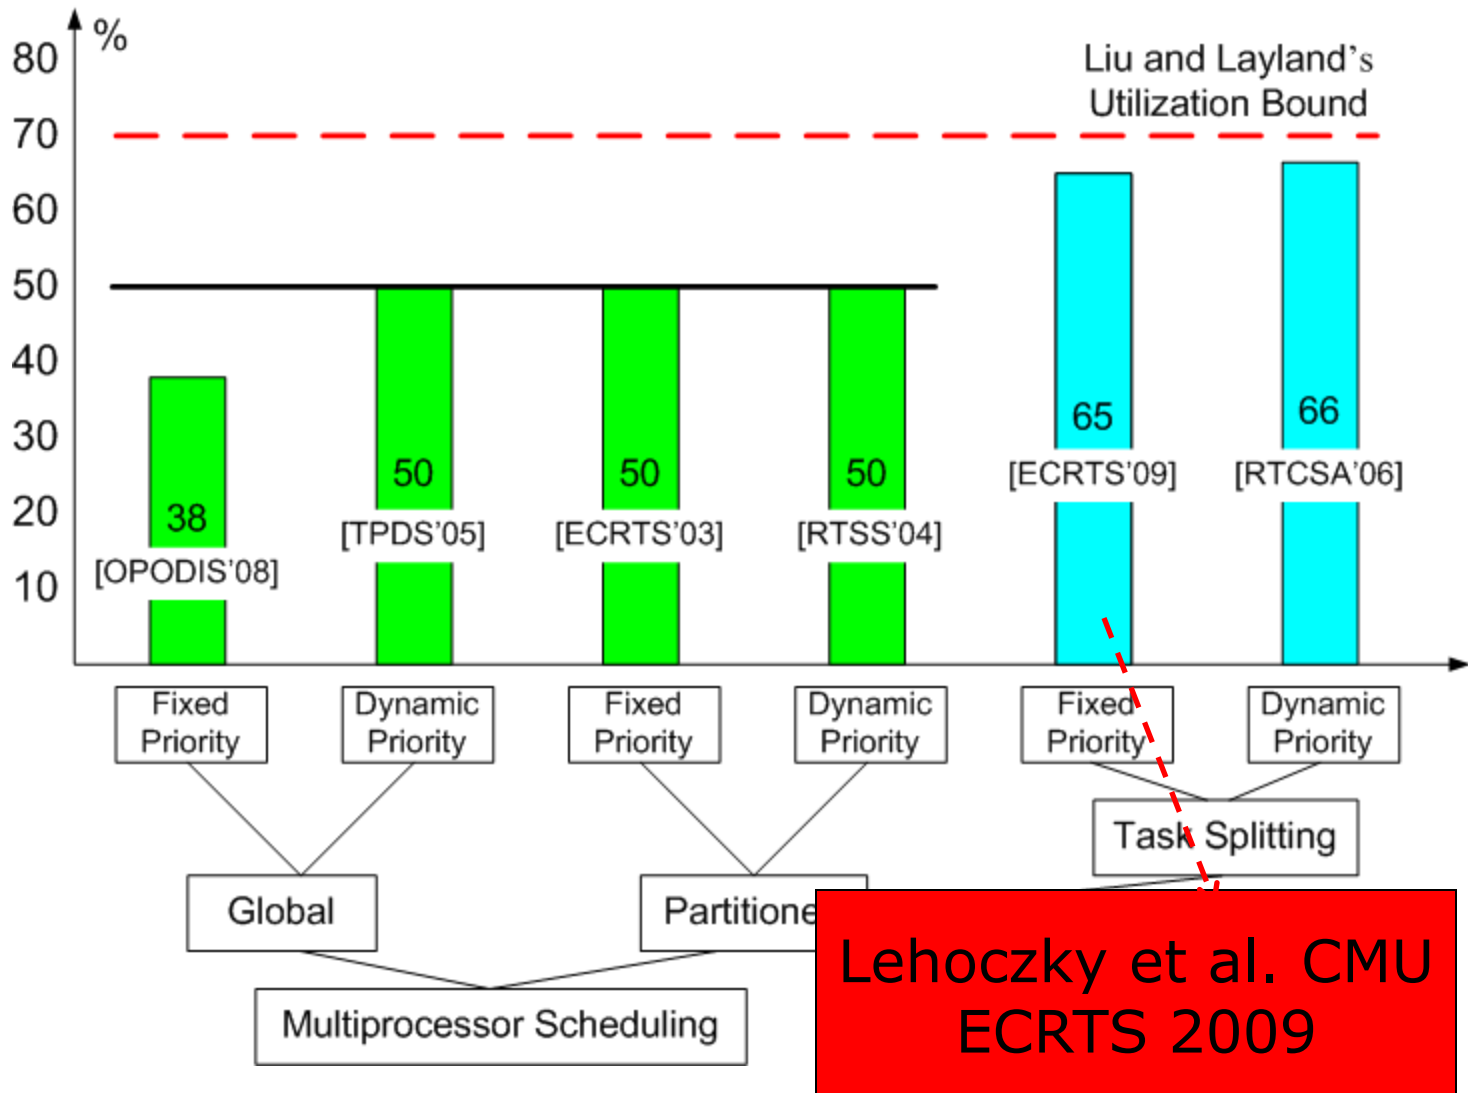 %
80
70
60
50
40
30
20
10
Liu and Layland's
Utilization Bound
38
[OPODIS'08]
50
[TPDS'05]
50
[ECRTS'03]
50
[RTSS'04]
65
[ECRTS'09]
66
[RTCSA'06]
Fixed
Priority
Dynamic
Priority
Fixed
Priority
Dynamic
Priority
Fixed
Priority
Dynamic
Priority
Task Splitting
Global
Partitione
Multiprocessor Scheduling
Lehoczky et al. CMU
ECRTS 2009